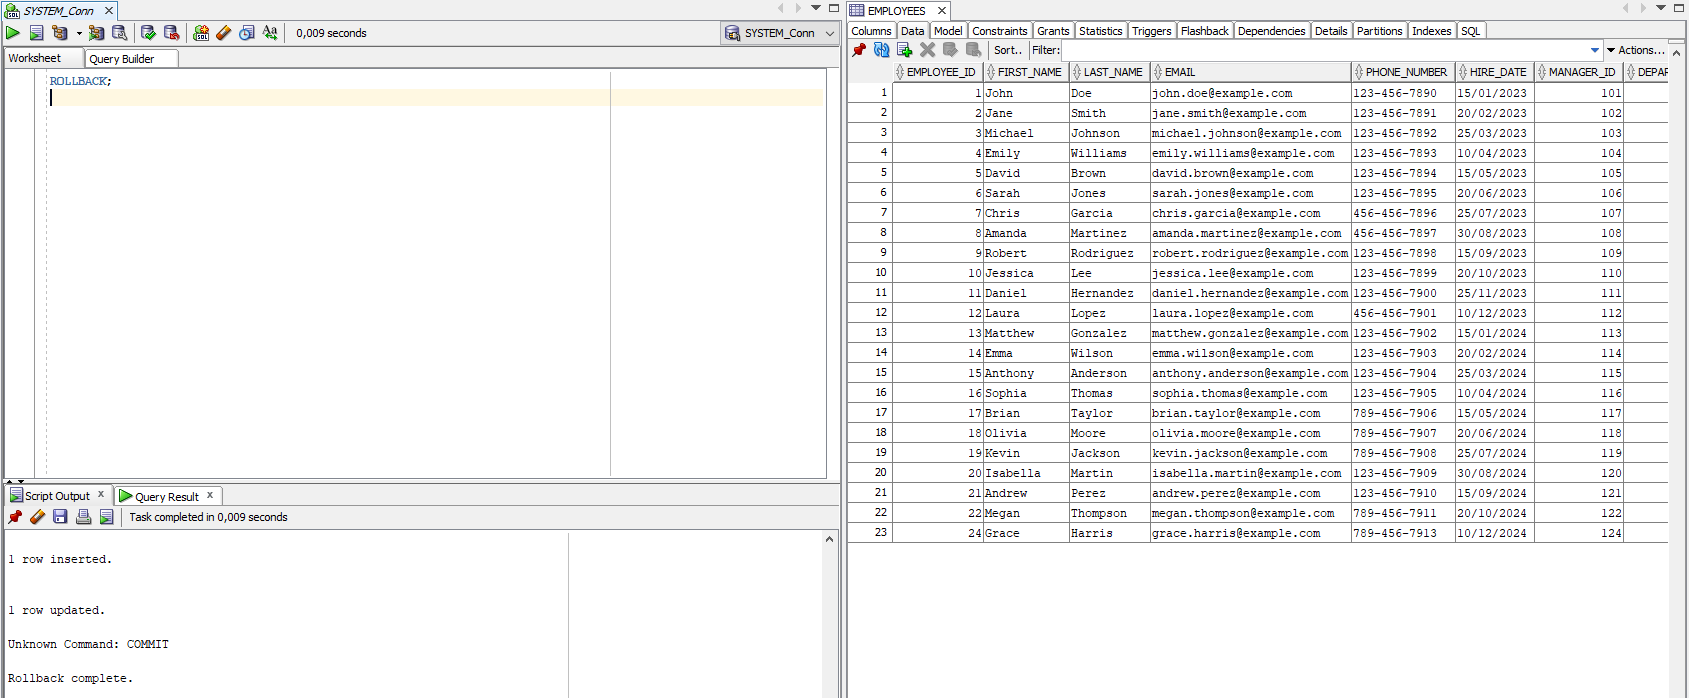 SYSTEM_Conn
0,009 seconds
SYSTEM_Conn
Worksheet Query Builder
ROLLBACK;
Script Output Query Result
Task completed in 0,009 seconds
1 row inserted.
1 row updated.
Unknown Command: COMMIT
Rollback complete.
EMPLOYEES
Columns Data Model Constraints Grants Statistics Triggers Flashback Dependencies Details Partitions Indexes SQL
Sort.. Filter: Actions...
EMPLOYEE_ID FIRST_NAME LAST_NAME EMAIL PHONE_NUMBER HIRE_DATE MANAGER_ID DEPAR
1 1 John Doe john.doe@example.com 123-456-7890 15/01/2023 101
2 2 Jane Smith jane.smith@example.com 123-456-7891 20/02/2023 102
3 3 Michael Johnson michael.johnson@example.com 123-456-7892 25/03/2023 103
4 4 Emily Williams emily.williams@example.com 123-456-7893 10/04/2023 104
5 5 David Brown david.brown@example.com 123-456-7894 15/05/2023 105
6 6 Sarah Jones sarah.jones@example.com 123-456-7895 20/06/2023 106
7 7 Chris Garcia chris.garcia@example.com 456-456-7896 25/07/2023 107
8 8 Amanda Martinez amanda.martinez@example.com 456-456-7897 30/08/2023 108
9 9 Robert Rodriguez robert.rodriguez@example.com 123-456-7898 15/09/2023 109
10 10 Jessica Lee jessica.lee@example.com 123-456-7899 20/10/2023 110
11 11 Daniel Hernandez daniel.hernandez@example.com 123-456-7900 25/11/2023 111
12 12 Laura Lopez laura.lopez@example.com 456-456-7901 10/12/2023 112
13 13 Matthew Gonzalez matthew.gonzalez@example.com 123-456-7902 15/01/2024 113
14 14 Emma Wilson emma.wilson@example.com 123-456-7903 20/02/2024 114
15 15 Anthony Anderson anthony.anderson@example.com 123-456-7904 25/03/2024 115
16 16 Sophia Thomas sophia.thomas@example.com 123-456-7905 10/04/2024 116
17 17 Brian Taylor brian.taylor@example.com 789-456-7906 15/05/2024 117
18 18 Olivia Moore olivia.moore@example.com 789-456-7907 20/06/2024 118
19 19 Kevin Jackson kevin.jackson@example.com 789-456-7908 25/07/2024 119
20 20 Isabella Martin isabella.martin@example.com 123-456-7909 30/08/2024 120
21 21 Andrew Perez andrew.perez@example.com 123-456-7910 15/09/2024 121
22 22 Megan Thompson megan.thompson@example.com 789-456-7911 20/10/2024 122
23 24 Grace Harris grace.harris@example.com 789-456-7913 10/12/2024 124